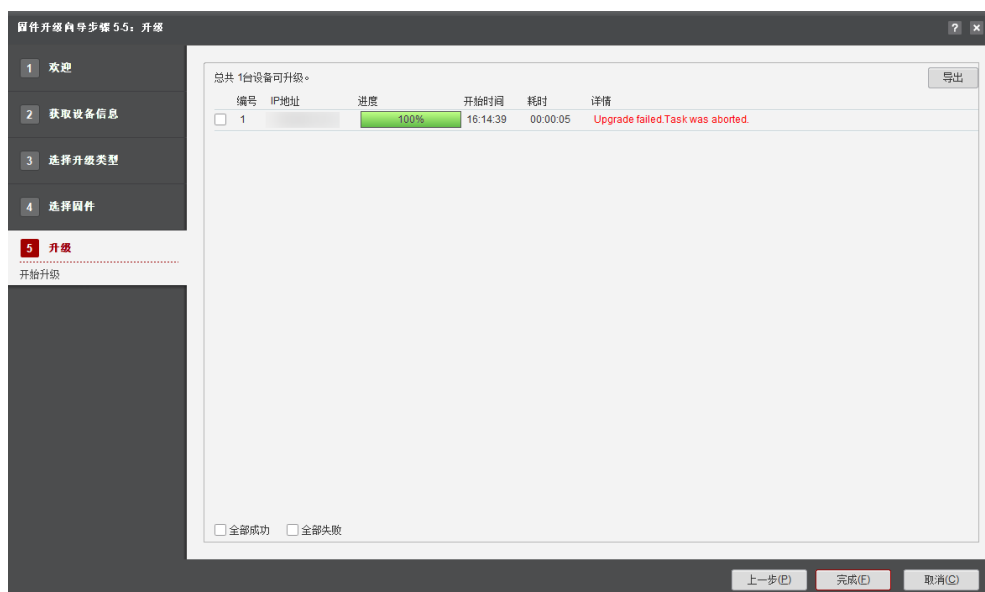 固件升级向导步骤 5-5：升级
? x
1 欢迎
2 获取设备信息
3 选择升级类型
4 选择固件
5 升级
开始升级
总共 1台设备可升级。
导出
编号 IP地址 进度 开始时间 耗时 详情
1 100% 16:14:39 00:00:05 Upgrade failed.Task was aborted.
全部成功 全部失败
上一步(P) 完成(F) 取消(C)